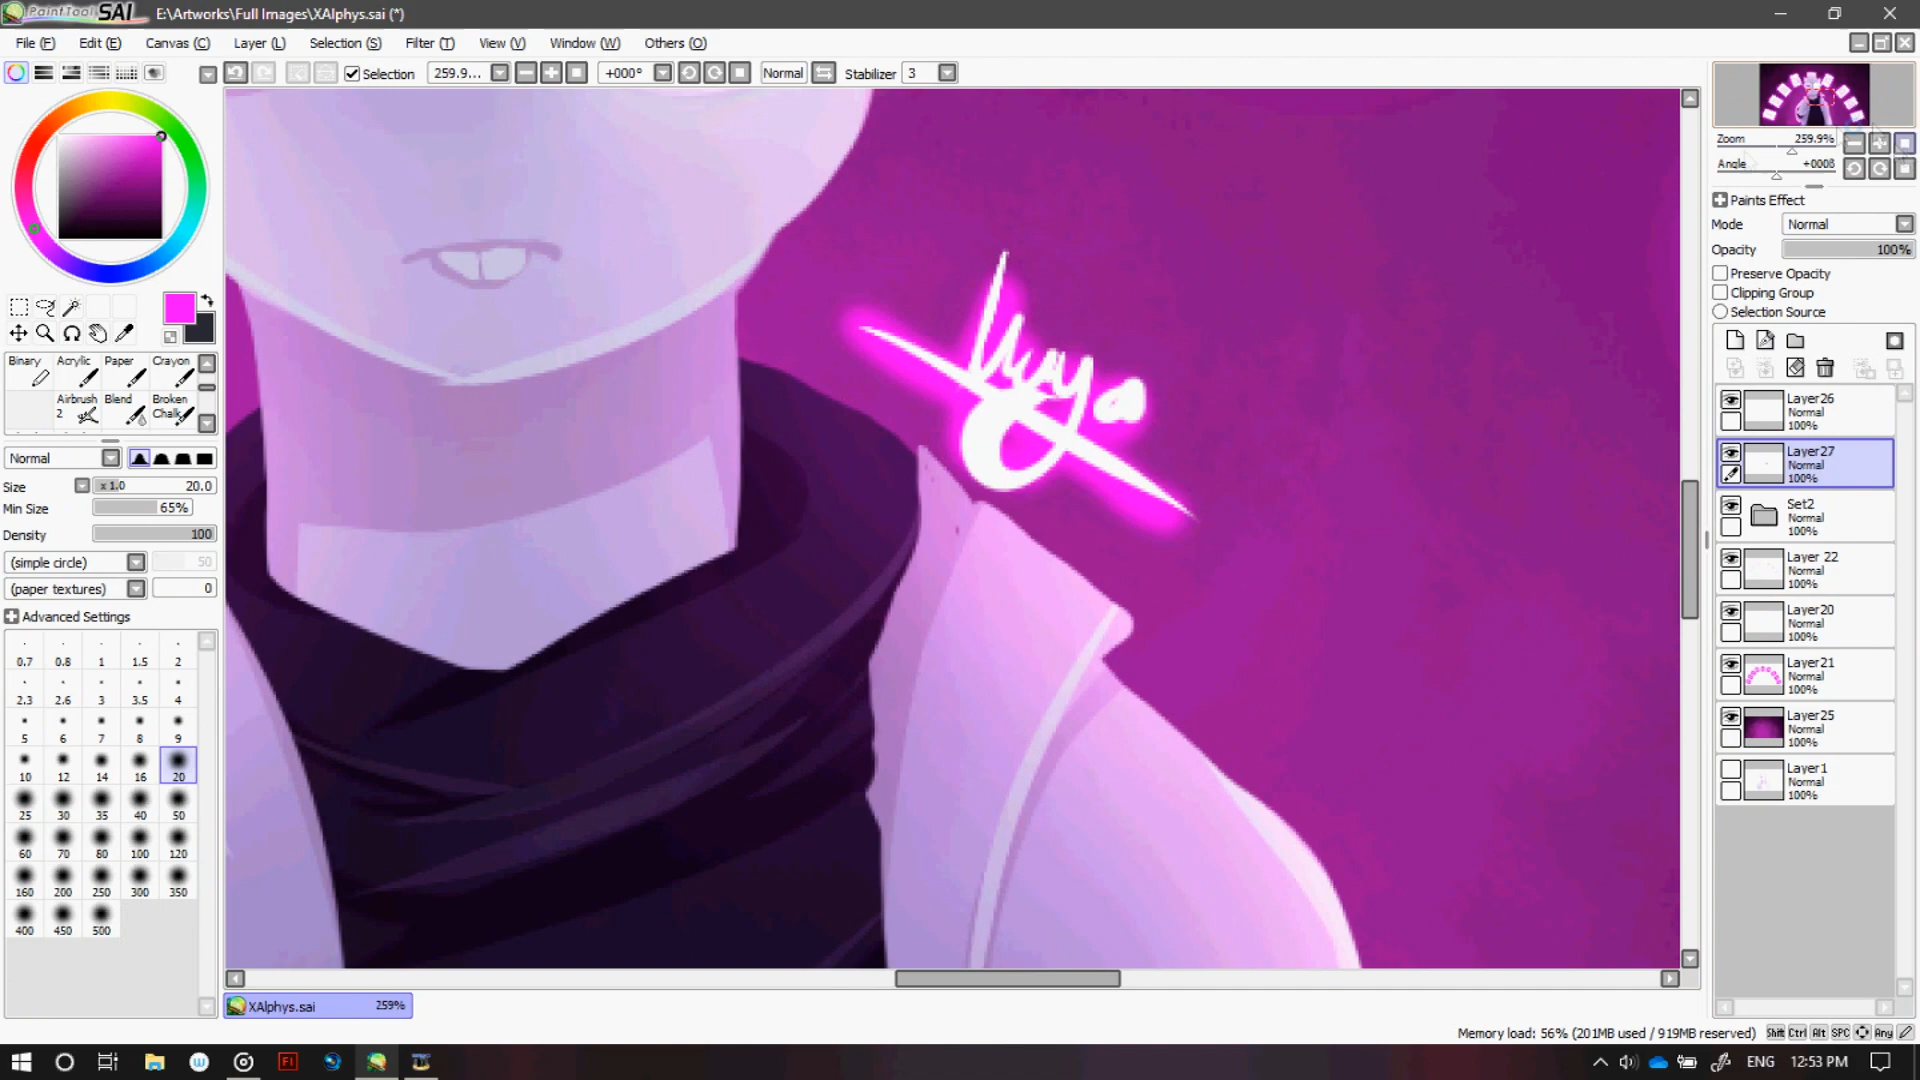 PaintTool SAI E:\Artworks\Full Images\XAlphys.sai (*)
File (F) Edit (E) Canvas (C) Layer (L) Selection (S) Filter (T) View (V) Window (W) Others (O)
Selection 259.9... +000° Normal Stabilizer 3
Zoom 259.9%
Angle +000ß
Paints Effect
Mode Normal
Opacity 100%
Preserve Opacity
Clipping Group
Selection Source
Binary Acrylic Paper Crayon
Airbrush 2 Blend Broken Chalk
Normal
Size x 1.0 20.0
Min Size 65%
Density 100
(simple circle) 50
(paper textures) 0
Advanced Settings
0.7 0.8 1 1.5 2
2.3 2.6 3 3.5 4
5 6 7 8 9
10 12 14 16 20
25 30 35 40 50
60 70 80 100 120
160 200 250 300 350
400 450 500
Layer26
Normal
100%
Layer27
Normal
100%
Set2
Normal
100%
Layer 22
Normal
100%
Layer20
Normal
100%
Layer21
Normal
100%
Layer25
Normal
100%
Layer1
Normal
100%
XAlphys.sai 259%
Memory load: 56% (201MB used / 919MB reserved) Shift Ctrl Alt SPC Any
ENG 12:53 PM